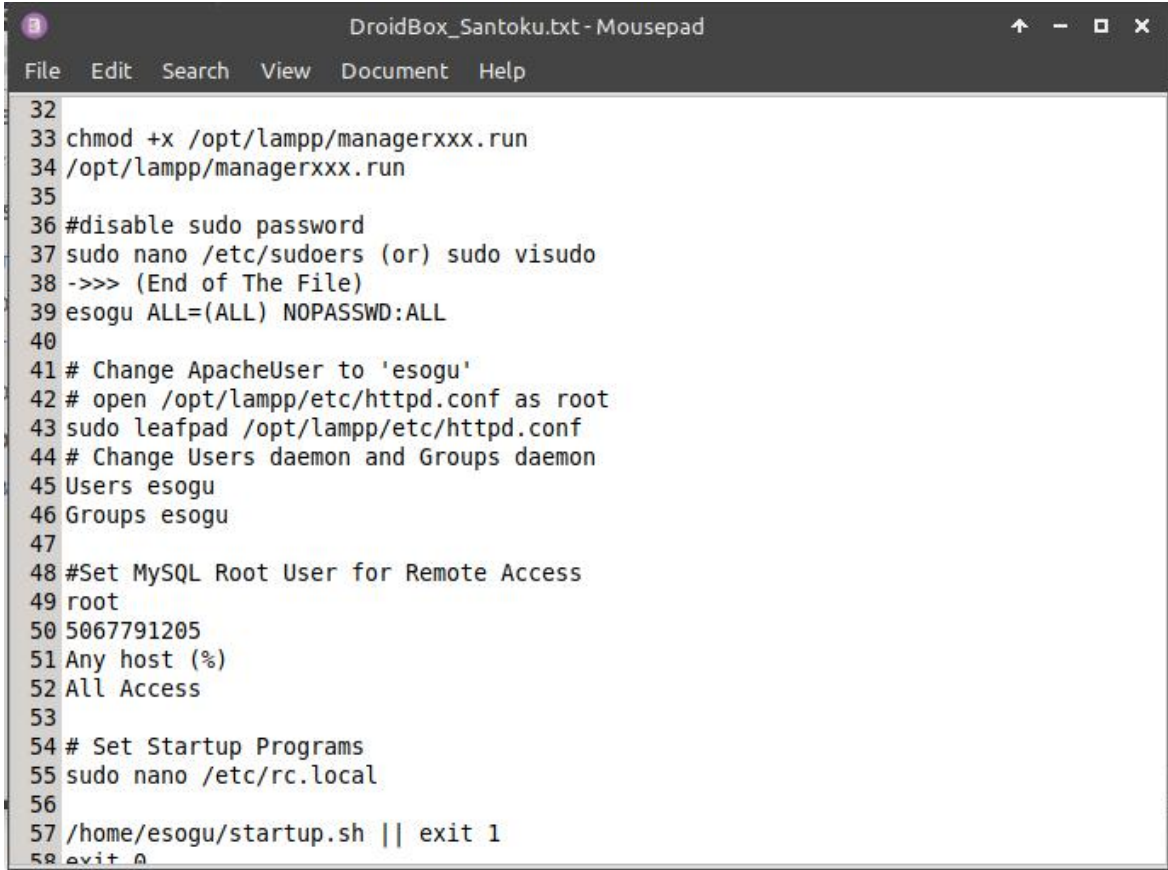 DroidBox_Santoku.txt - Mousepad
File Edit Search View Document Help
32
33 chmod +x /opt/lampp/managerxxx.run
34 /opt/lampp/managerxxx.run
35
36 #disable sudo password
37 sudo nano /etc/sudoers (or) sudo visudo
38 ->>> (End of The File)
39 esogu ALL=(ALL) NOPASSWD:ALL
40
41 # Change ApacheUser to 'esogu'
42 # open /opt/lampp/etc/httpd.conf as root
43 sudo leafpad /opt/lampp/etc/httpd.conf
44 # Change Users daemon and Groups daemon
45 Users esogu
46 Groups esogu
47
48 #Set MySQL Root User for Remote Access
49 root
50 5067791205
51 Any host (%)
52 All Access
53
54 # Set Startup Programs
55 sudo nano /etc/rc.local
56
57 /home/esogu/startup.sh || exit 1
58 exit 0